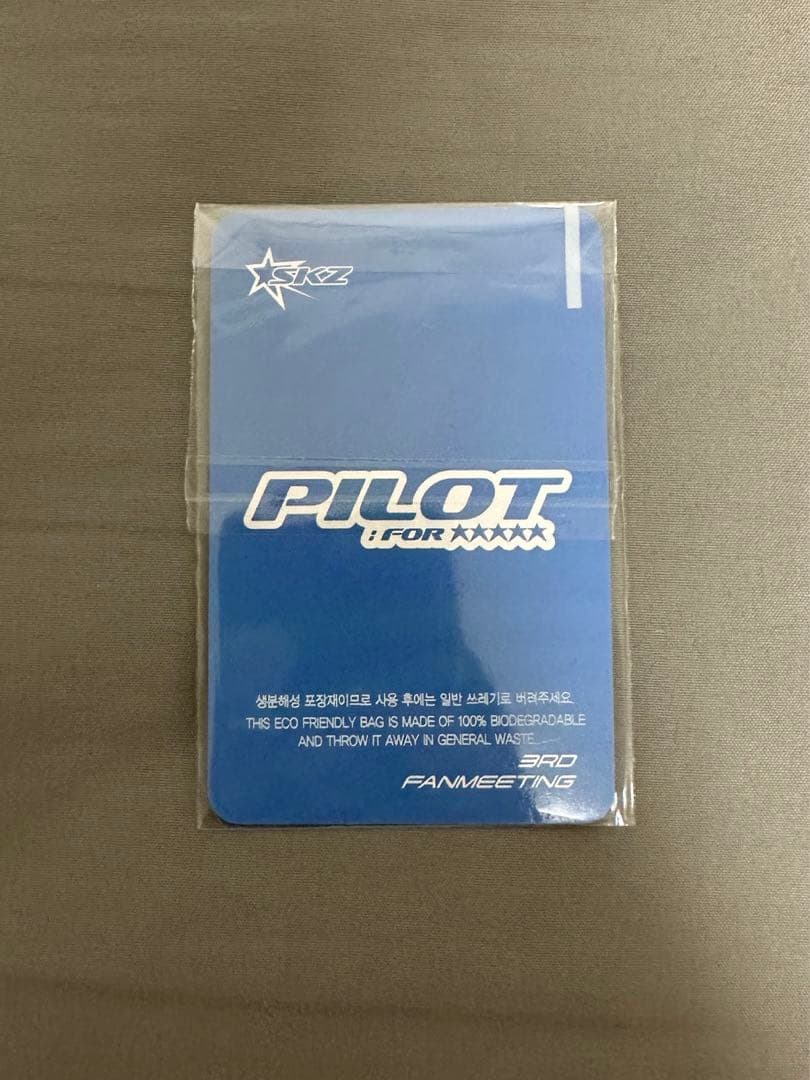 SKZ
PILOT
: FOR ★★★★★
생분해성 포장재이므로 사용 후에는 일반 쓰레기로 버려주세요
THIS ECO FRIENDLY BAG IS MADE OF 100% BIODEGRADABLE
AND THROW IT AWAY IN GENERAL WASTE
3RD
FANMEETING